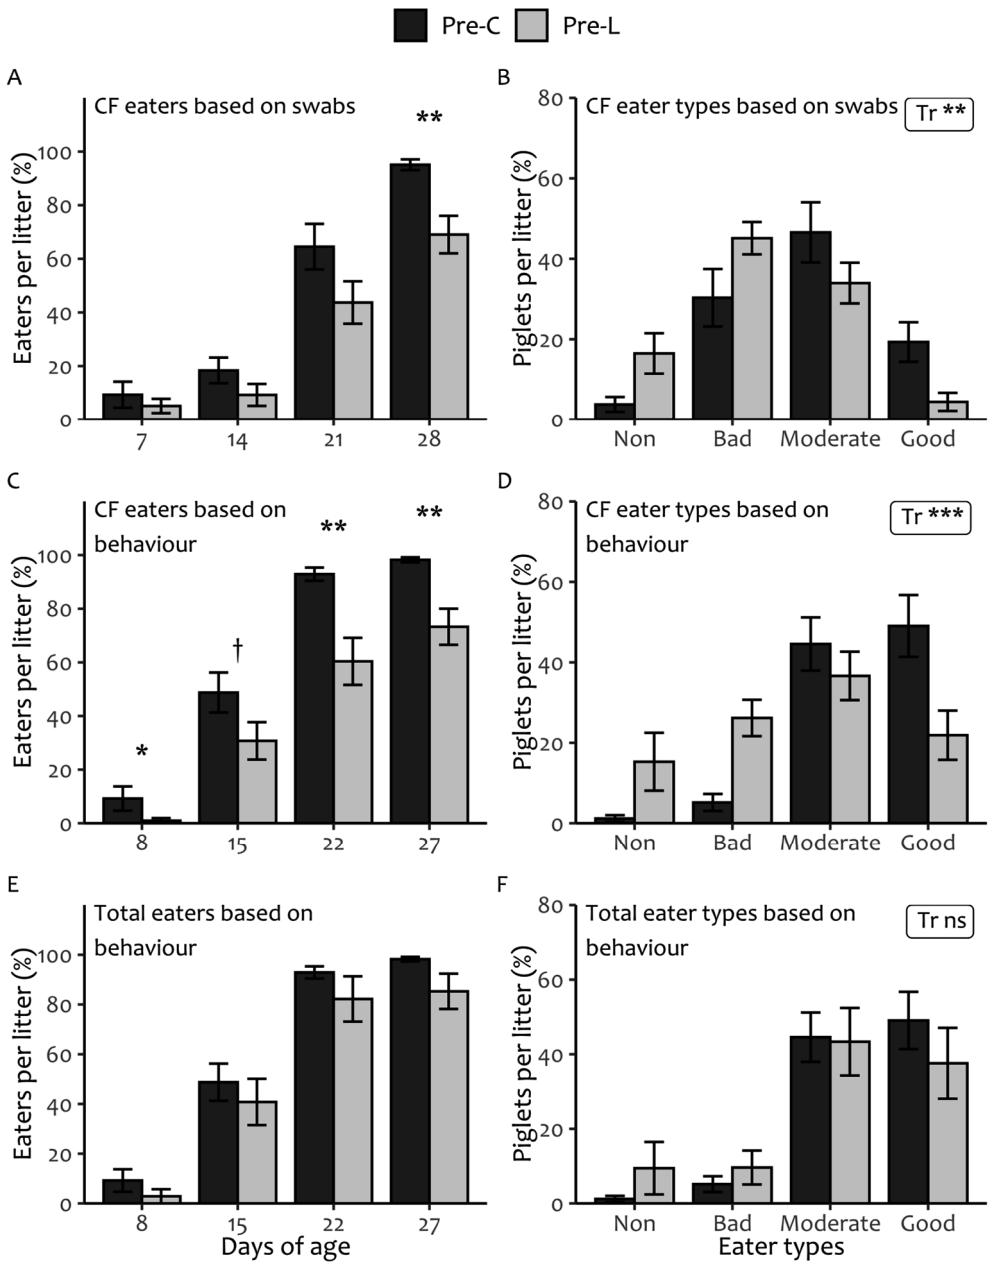 Pre-C Pre-L
A
CF eaters based on swabs
**
Eaters per litter (%)
100
80
60
40
20
0
7 14 21 28
B
CF eater types based on swabs
Tr **
Piglets per litter (%)
80
60
40
20
0
Non Bad Moderate Good
C
CF eaters based on
behaviour
* † ** **
Eaters per litter (%)
100
80
60
40
20
0
8 15 22 27
D
CF eater types based on
behaviour
Tr ***
Piglets per litter (%)
80
60
40
20
0
Non Bad Moderate Good
E
Total eaters based on
behaviour
Eaters per litter (%)
100
80
60
40
20
0
8 15 22 27
Days of age
F
Total eater types based on
behaviour
Tr ns
Piglets per litter (%)
80
60
40
20
0
Non Bad Moderate Good
Eater types